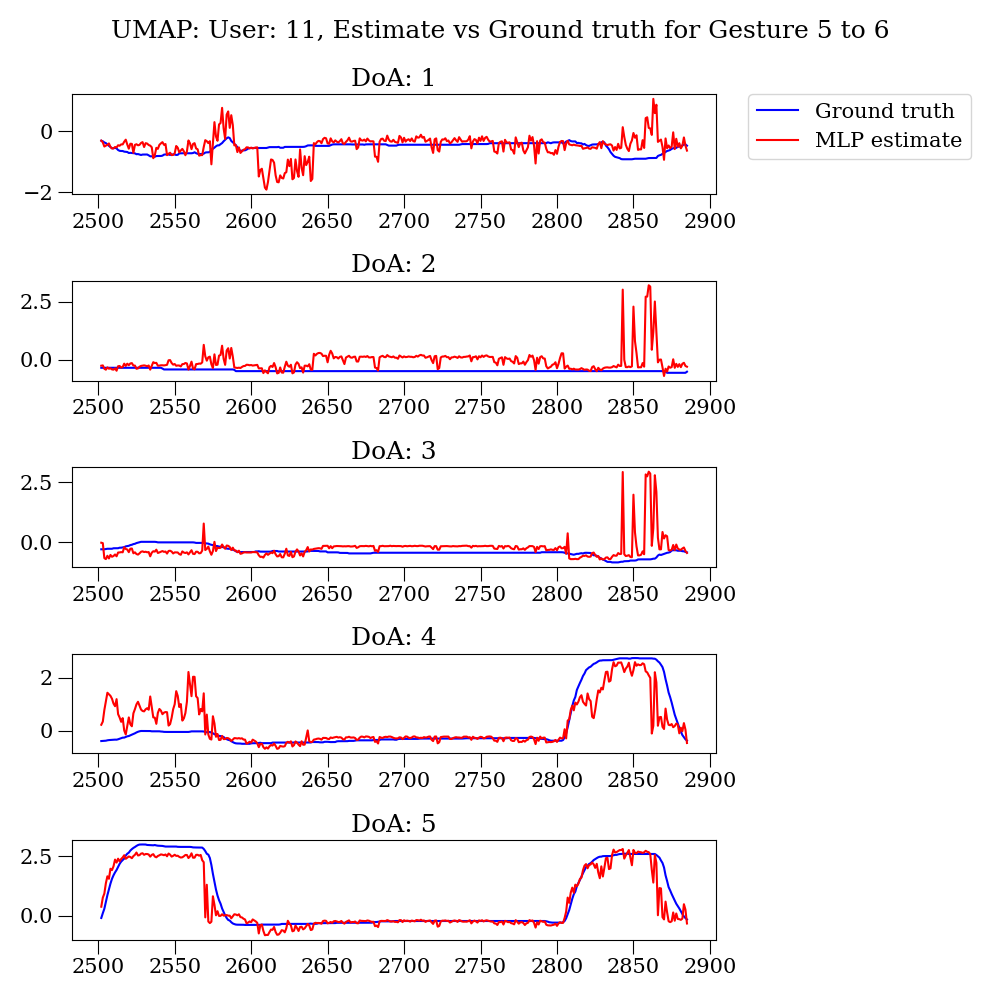 UMAP: User: 11, Estimate vs Ground truth for Gesture 5 to 6
DoA: 1
Ground truth
MLP estimate
0
−2
2500 2550 2600 2650 2700 2750 2800 2850 2900
DoA: 2
2.5
0.0
2500 2550 2600 2650 2700 2750 2800 2850 2900
DoA: 3
2.5
0.0
2500 2550 2600 2650 2700 2750 2800 2850 2900
DoA: 4
2
0
2500 2550 2600 2650 2700 2750 2800 2850 2900
DoA: 5
2.5
0.0
2500 2550 2600 2650 2700 2750 2800 2850 2900